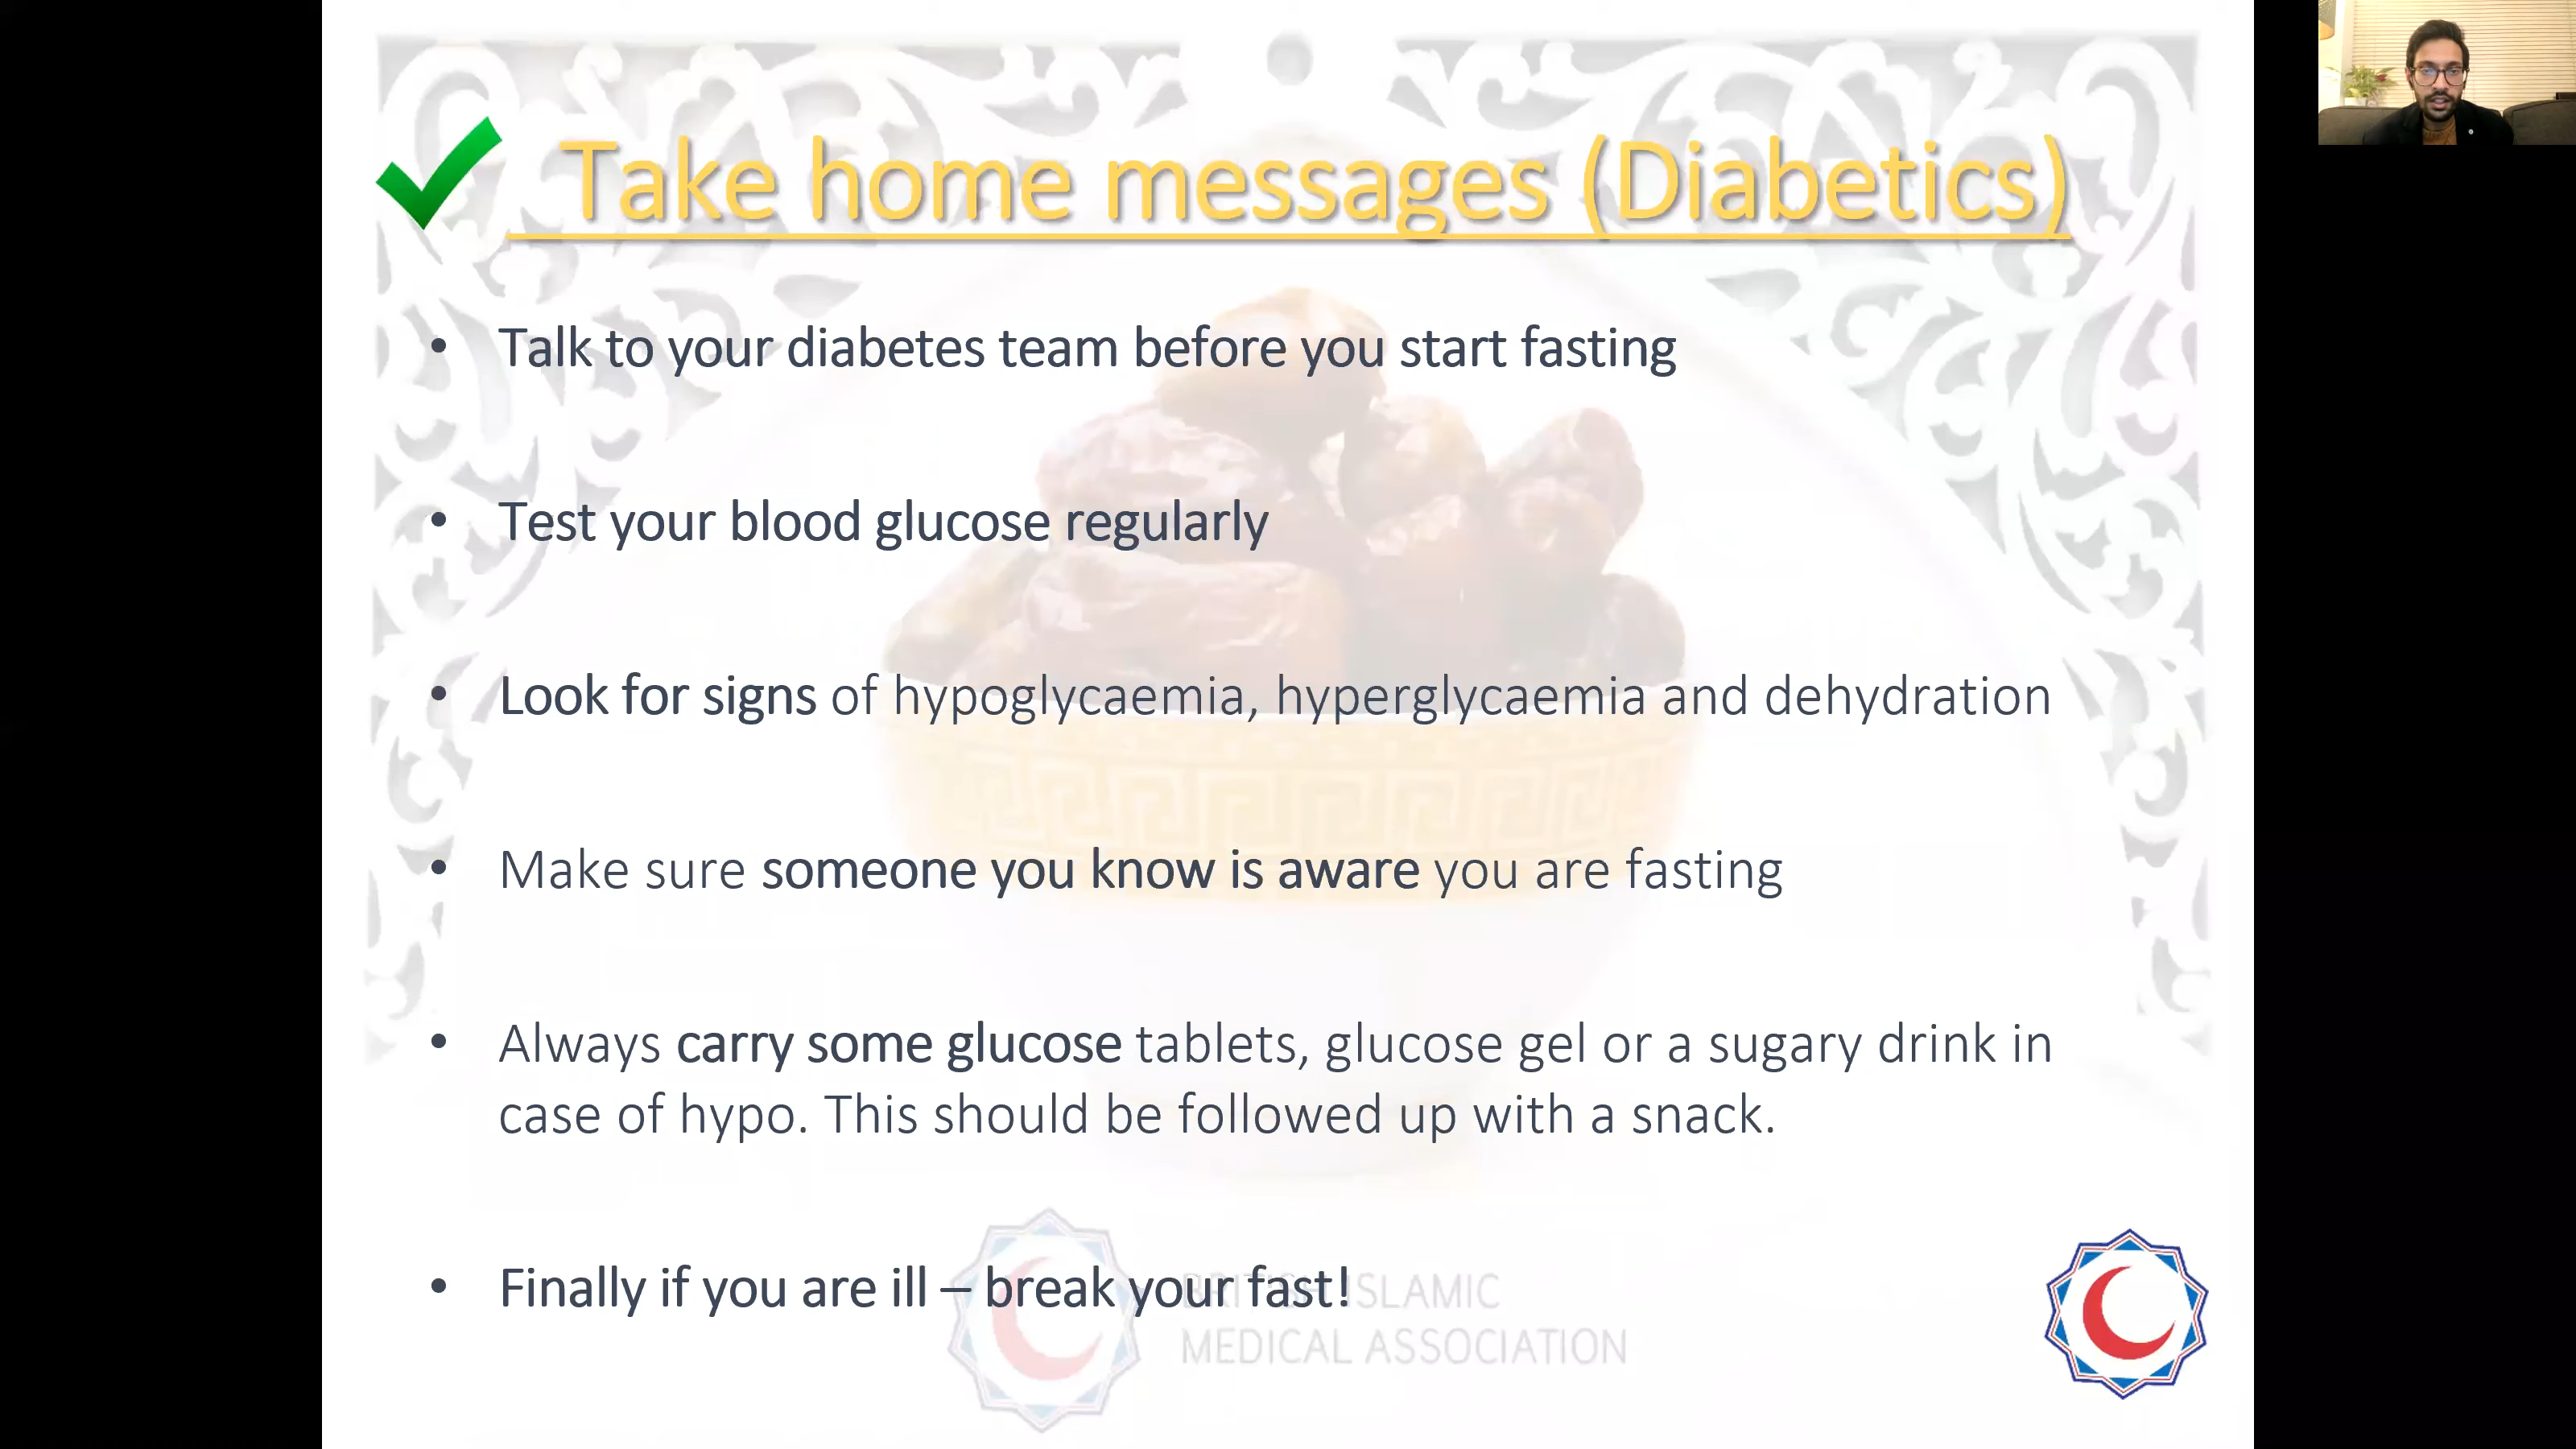 Take home messages (Diabetics)
• Talk to your diabetes team before you start fasting
• Test your blood glucose regularly
• Look for signs of hypoglycaemia, hyperglycaemia and dehydration
• Make sure someone you know is aware you are fasting
• Always carry some glucose tablets, glucose gel or a sugary drink in
case of hypo. This should be followed up with a snack.
• Finally if you are ill – break your fast!
BRITISH ISLAMIC
MEDICAL ASSOCIATION